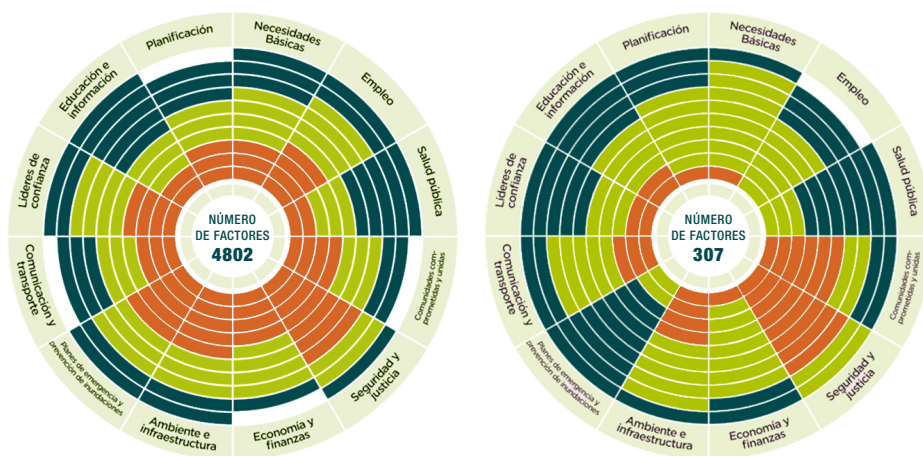 Necesidades
Básicas
Empleo
Salud pública
Comunidades com-
prometidas y unidas
Seguridad y
justicia
Economía y
finanzas
Ambiente e
infraestructura
Planes de emergencia y
prevención de inundaciones
Comunicación y
transporte
Líderes de
confianza
Educación e
información
Planificación
NÚMERO
DE FACTORES
4802
Necesidades
Básicas
Empleo
Salud pública
Comunidades com-
prometidas y unidas
Seguridad y
justicia
Economía y
finanzas
Ambiente e
infraestructura
Planes de emergencia y
prevención de inundaciones
Comunicación y
transporte
Líderes de
confianza
Educación e
información
Planificación
NÚMERO
DE FACTORES
307